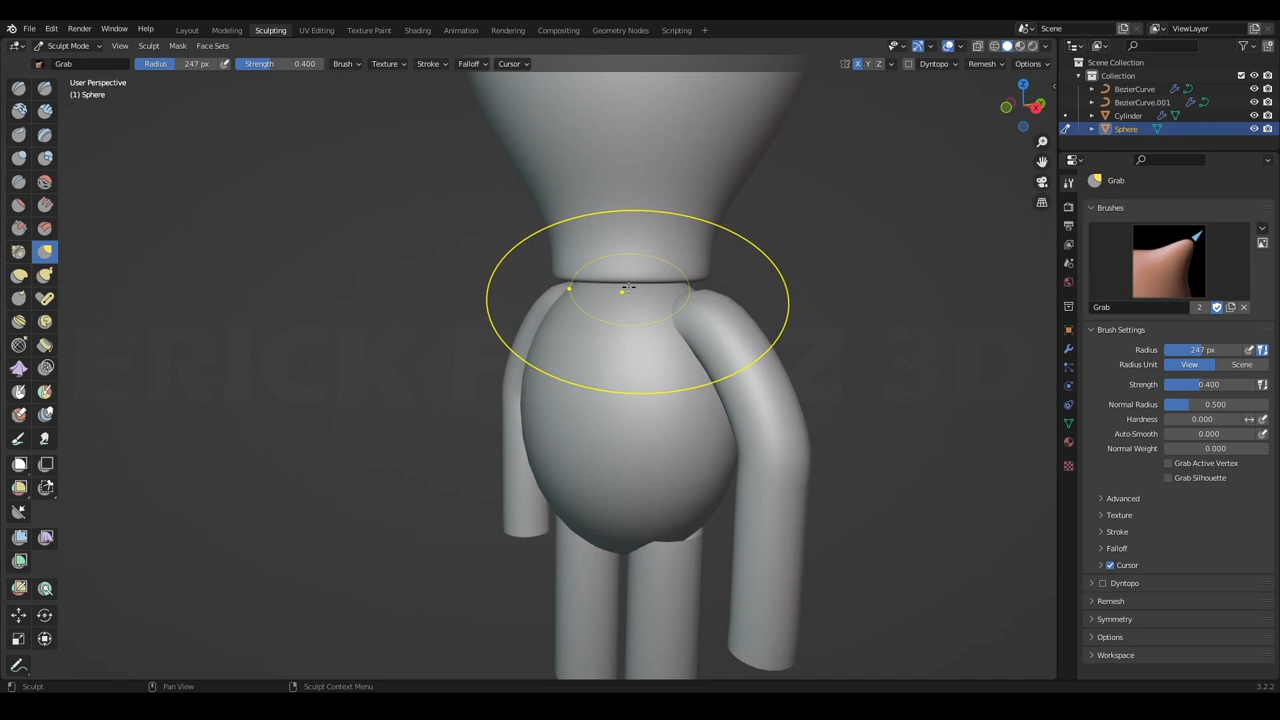 File Edit Render Window Help Layout Modeling Sculpting UV Editing Texture Paint Shading Animation Rendering Compositing Geometry Nodes Scripting + Scene ViewLayer
Sculpt Mode View Sculpt Mask Face Sets
Grab Radius 247 px Strength 0.400 Brush Texture Stroke Falloff Cursor X Y Z Dyntopo Remesh Options
User Perspective
(1) Sphere
Z
X
Scene Collection
Collection
BezierCurve
BezierCurve.001
Cylinder
Sphere
Grab
Brushes
Grab 2
Brush Settings
Radius 247 px
Radius Unit View Scene
Strength 0.400
Normal Radius 0.500
Hardness 0.000
Auto-Smooth 0.000
Normal Weight 0.000
Grab Active Vertex
Grab Silhouette
Advanced
Texture
Stroke
Falloff
Cursor
Dyntopo
Remesh
Symmetry
Options
Workspace
ERICK
3D
Sculpt Pan View Sculpt Context Menu 3.2.2